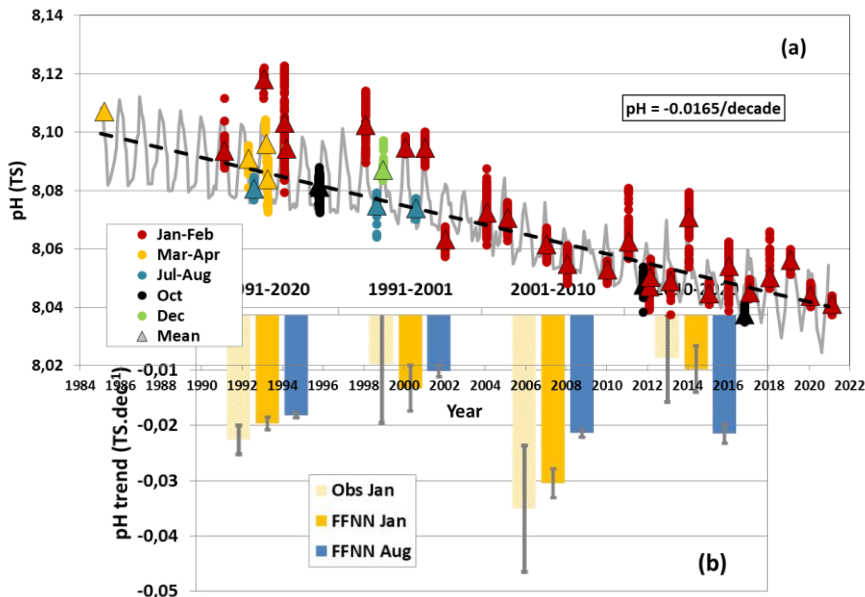 8,14
(a)
8,12
pH = -0.0165/decade
8,10
pH (TS)
8,08
8,06
Jan-Feb
Mar-Apr
Jul-Aug
Oct
Dec
Mean
991-2020
1991-2001
2001-2010
8,04
8,02
1984 1986 1988 1990 1992 1994 1996 1998 2000 2002 2004 2006 2008 2010 2012 2014 2016 2018 2020 2022
Year
-0,01
-0,02
-0,03
-0,04
-0,05
pH trend (TS.dec⁻¹)
Obs Jan
FFNN Jan
FFNN Aug
(b)